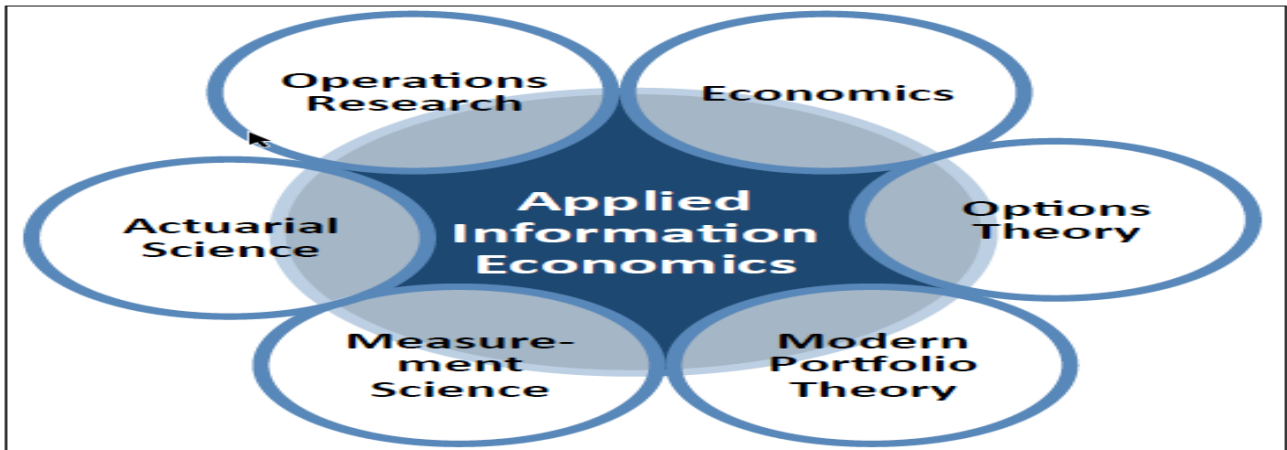 Operations
Research
Economics
Actuarial
Science
Applied
Information
Economics
Options
Theory
Measure-
ment
Science
Modern
Portfolio
Theory